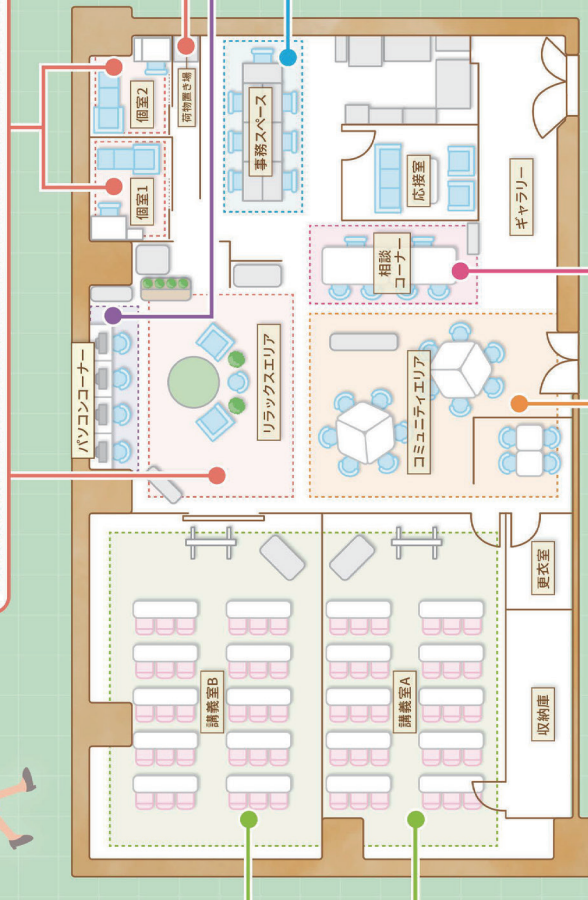 個室2
荷物置き場
事務スペース
個室1
応接室
ギャラリー
相談
コーナー
パソコンコーナー
リラックスエリア
コミュニティエリア
講義室B
講義室A
更衣室
収納庫